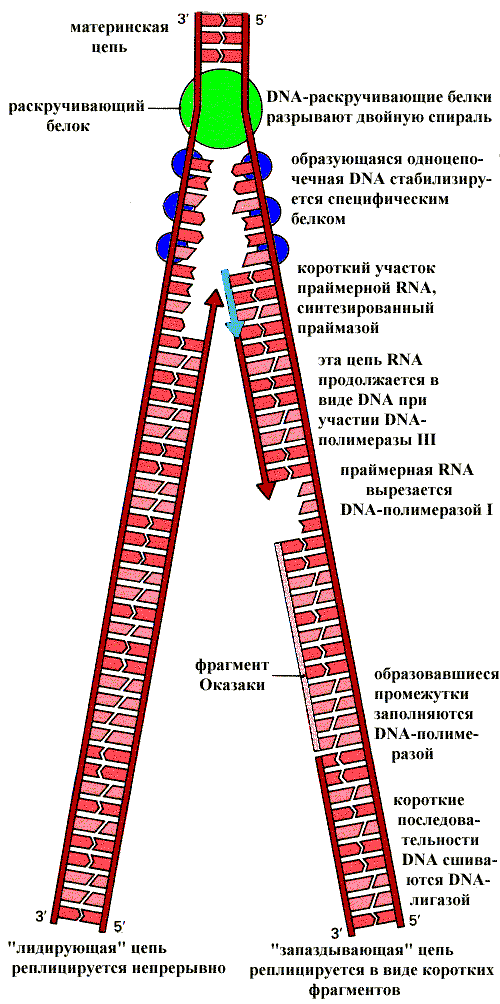 3′ 5′
материнская
цепь
раскручивающий
белок
DNA-раскручивающие белки
разрывают двойную спираль
образующаяся одноцепо-
почечная DNA стабилизиру-
ется специфическим
белком
короткий участок
праймерной RNA,
синтезированный
праймазой
эта цепь RNA
продолжается в
виде DNA при
участии DNA-
полимеразы III
праймерная RNA
вырезается
DNA-полимеразой I
фрагмент
Оказаки
образовавшиеся
промежутки
заполняются
DNA-полиме-
разой
короткие
последова-
тельности
DNA сшива-
ются DNA-
лигазой
3′ 5′
3′ 5′
"лидирующая" цепь
реплицируется непрерывно
"запаздывающая" цепь
реплицируется в виде коротких
фрагментов